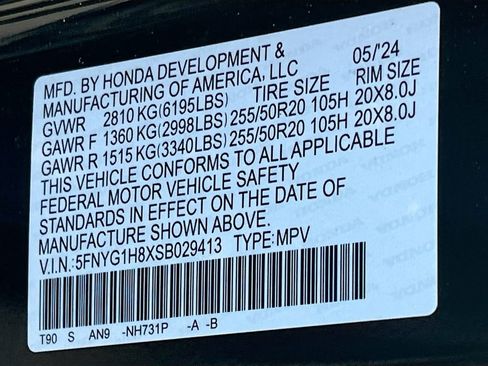 MFD. BY HONDA DEVELOPMENT & 05/24
MANUFACTURING OF AMERICA, LLC
GVWR 2810 KG(6195LBS) TIRE SIZE RIM SIZE
GAWR F 1360 KG(2998LBS) 255/50R20 105H 20X8.0J
GAWR R 1515 KG(3340LBS) 255/50R20 105H 20X8.0J
THIS VEHICLE CONFORMS TO ALL APPLICABLE
FEDERAL MOTOR VEHICLE SAFETY
STANDARDS IN EFFECT ON THE DATE OF
MANUFACTURE SHOWN ABOVE.
V.I.N.:5FNYG1H8XSB029413 TYPE:MPV
T90 S AN9 -NH731P -A -B